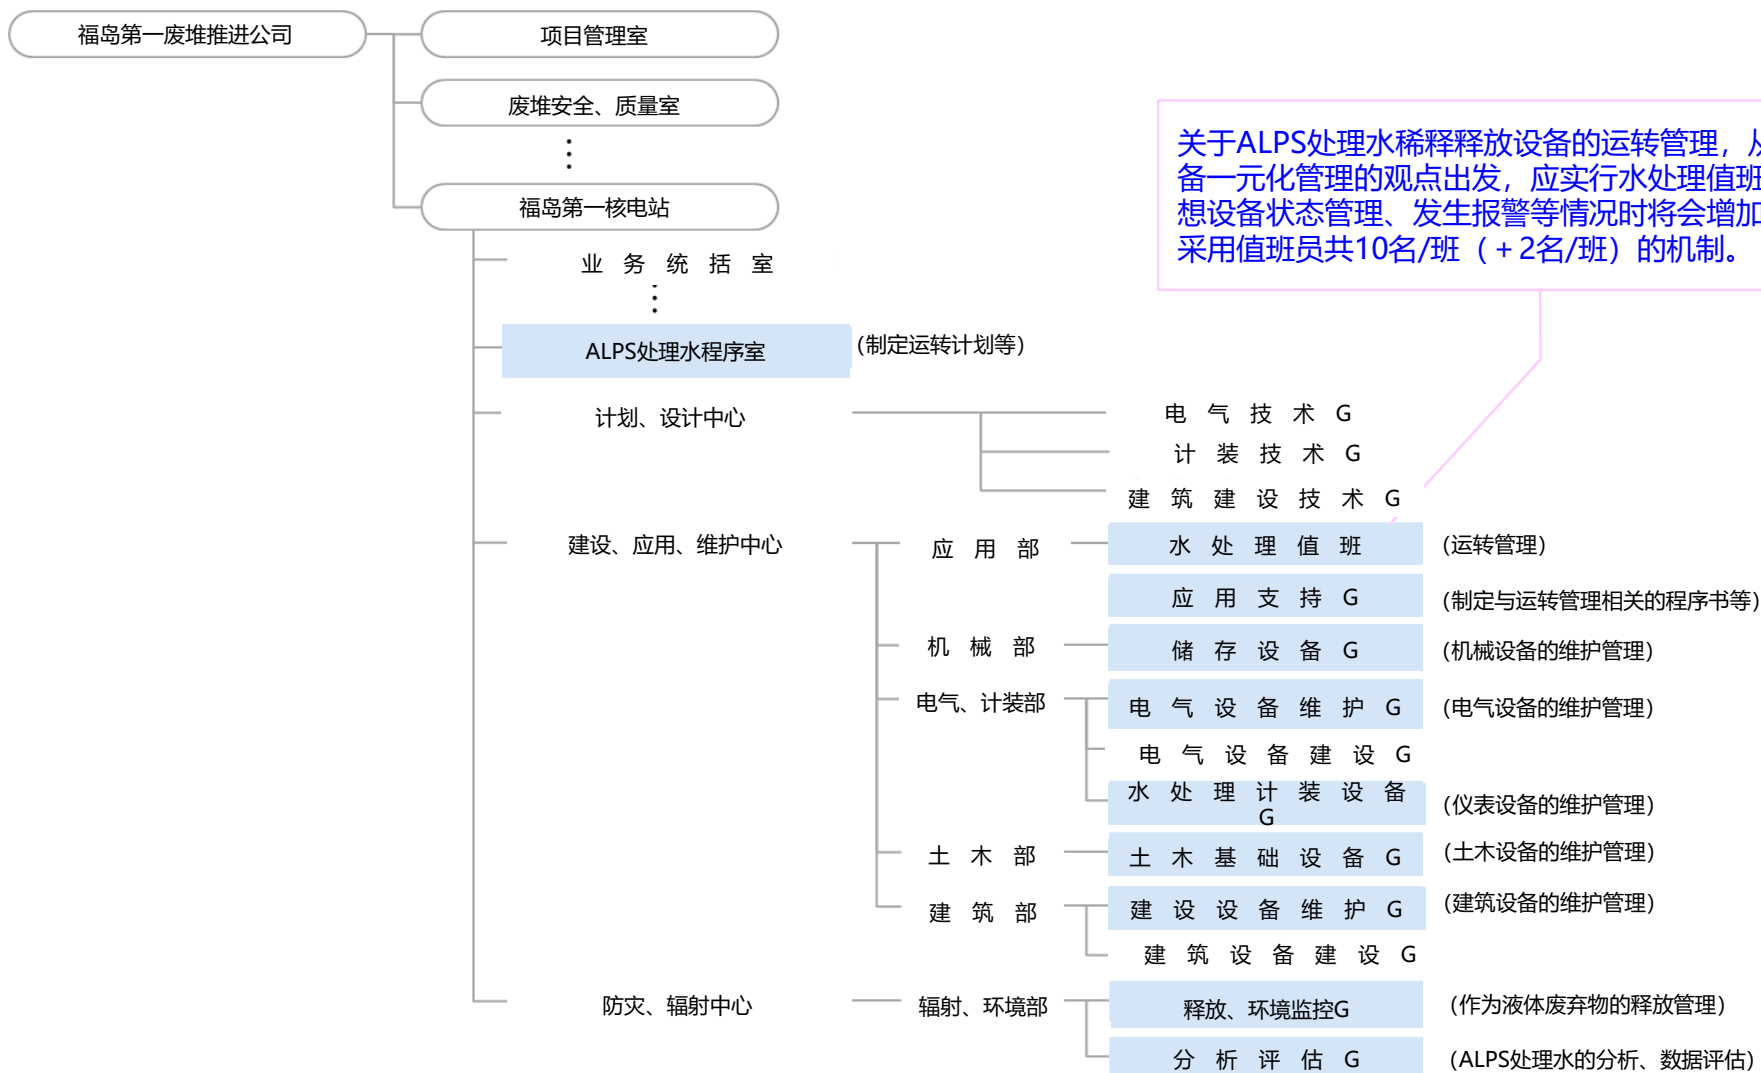 福岛第一废堆推进公司
项目管理室
废堆安全、质量室
福岛第一核电站
关于ALPS处理水稀释释放设备的运转管理，
备一元化管理的观点出发，应实行水处理值班
想设备状态管理、发生报警等情况时将会增加
采用值班员共10名/班（+2名/班）的机制。
业务统括室
ALPS处理水程序室
(制定运转计划等)
计划、设计中心
电气技术G
计装技术G
建筑建设技术G
建设、应用、维护中心
应用部
水处理值班
(运转管理)
应用支持G
(制定与运转管理相关的程序书等)
机械部
储存设备G
(机械设备的维护管理)
电气、计装部
电气设备维护G
(电气设备的维护管理)
电气设备建设G
水处理计装设备
G
(仪表设备的维护管理)
土木部
土木基础设备G
(土木设备的维护管理)
建筑部
建设设备维护G
(建筑设备的维护管理)
建筑设备建设G
防灾、辐射中心
辐射、环境部
释放、环境监控G
(作为液体废弃物的释放管理)
分析评估G
(ALPS处理水的分析、数据评估)